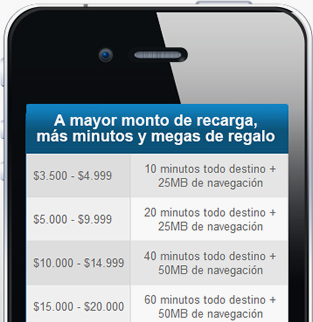 A mayor monto de recarga,
más minutos y megas de regalo
$3.500 - $4.999
10 minutos todo destino +
25MB de navegación
$5.000 - $9.999
20 minutos todo destino +
25MB de navegación
$10.000 - $14.999
40 minutos todo destino +
50MB de navegación
$15.000 - $20.000
60 minutos todo destino +
50MB de navegación